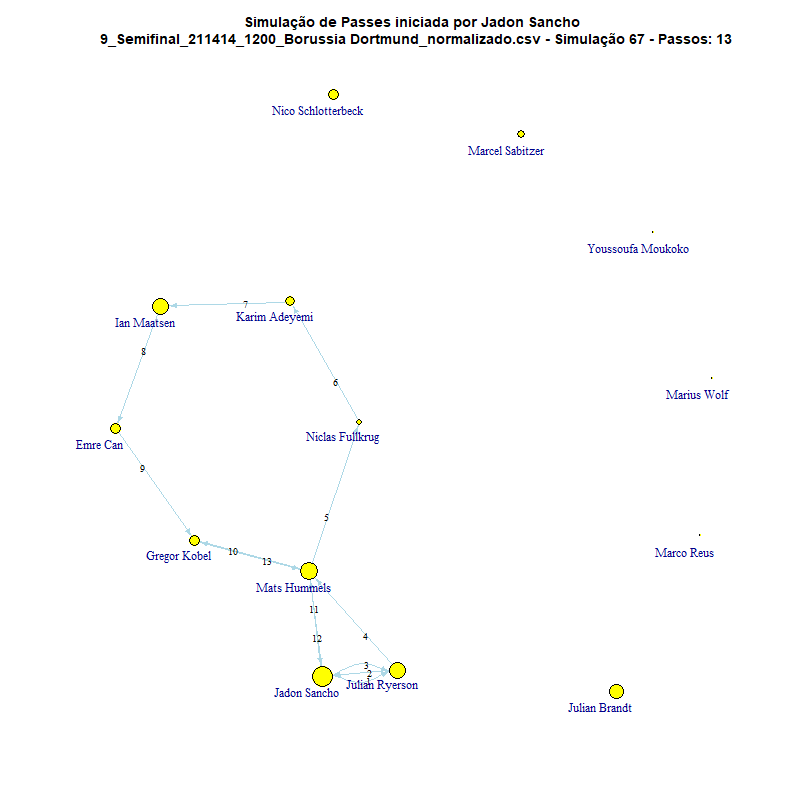 Simulação de Passes iniciada por Jadon Sancho
9_Semifinal_211414_1200_Borussia Dortmund_normalizado.csv - Simulação 67 - Passos: 13
Nico Schlotterbeck
Marcel Sabitzer
Youssoufa Moukoko
7
Karim Adeyemi
Ian Maatsen
8
6
Marius Wolf
Niclas Fullkrug
Emre Can
9
5
Gregor Kobel
10
13
Marco Reus
Mats Hummels
11
12
4
3
2
1
Julian Ryerson
Jadon Sancho
Julian Brandt